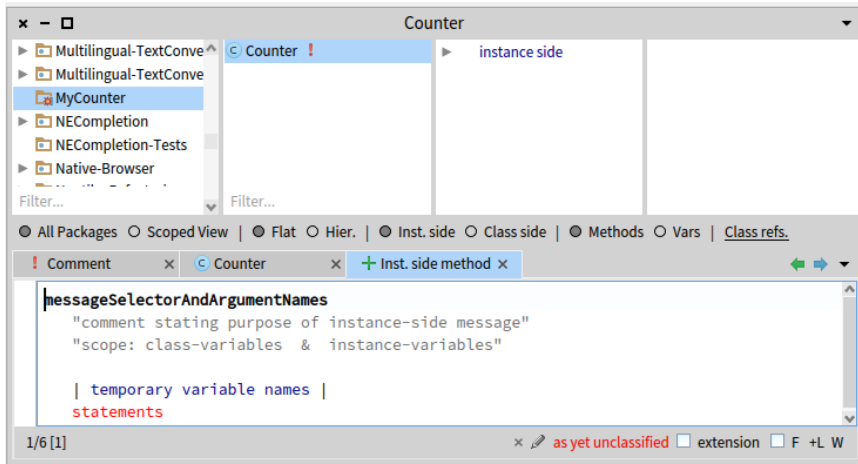 Counter
Multilingual-TextConve
Multilingual-TextConve
MyCounter
NECompletion
NECompletion-Tests
Native-Browser
Filter...
Counter !
Filter...
instance side
All Packages Scoped View | Flat Hier. | Inst. side Class side | Methods Vars | Class refs.
! Comment × C Counter × + Inst. side method ×
messageSelectorAndArgumentNames
"comment stating purpose of instance-side message"
"scope: class-variables & instance-variables"
| temporary variable names |
statements
1/6 [1] × as yet unclassified extension F +L W